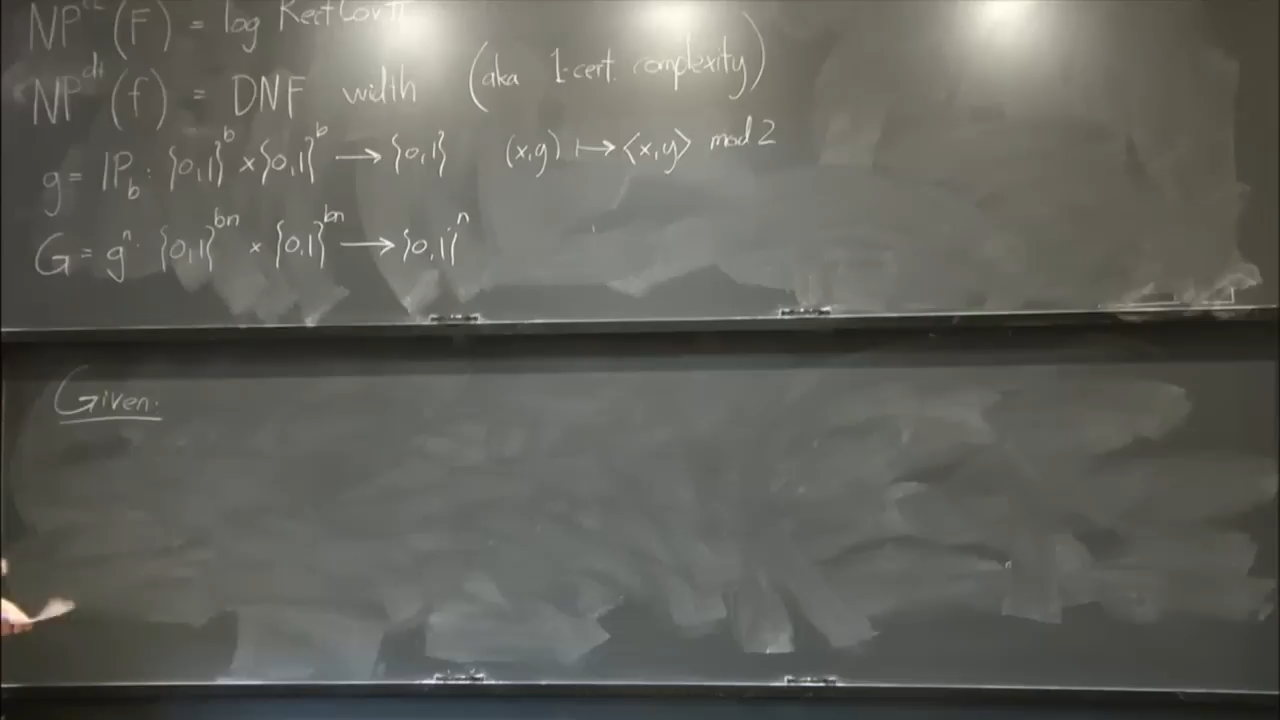 NP (F) = log RectCov
NP^dt (f) = DNF width (aka 1-cert. complexity)
g = IP_b : {0,1}^b × {0,1}^b → {0,1} (x,y) ↦ <x,y> mod 2
G = g^n : {0,1}^bn × {0,1}^bn → {0,1}^n
Given: